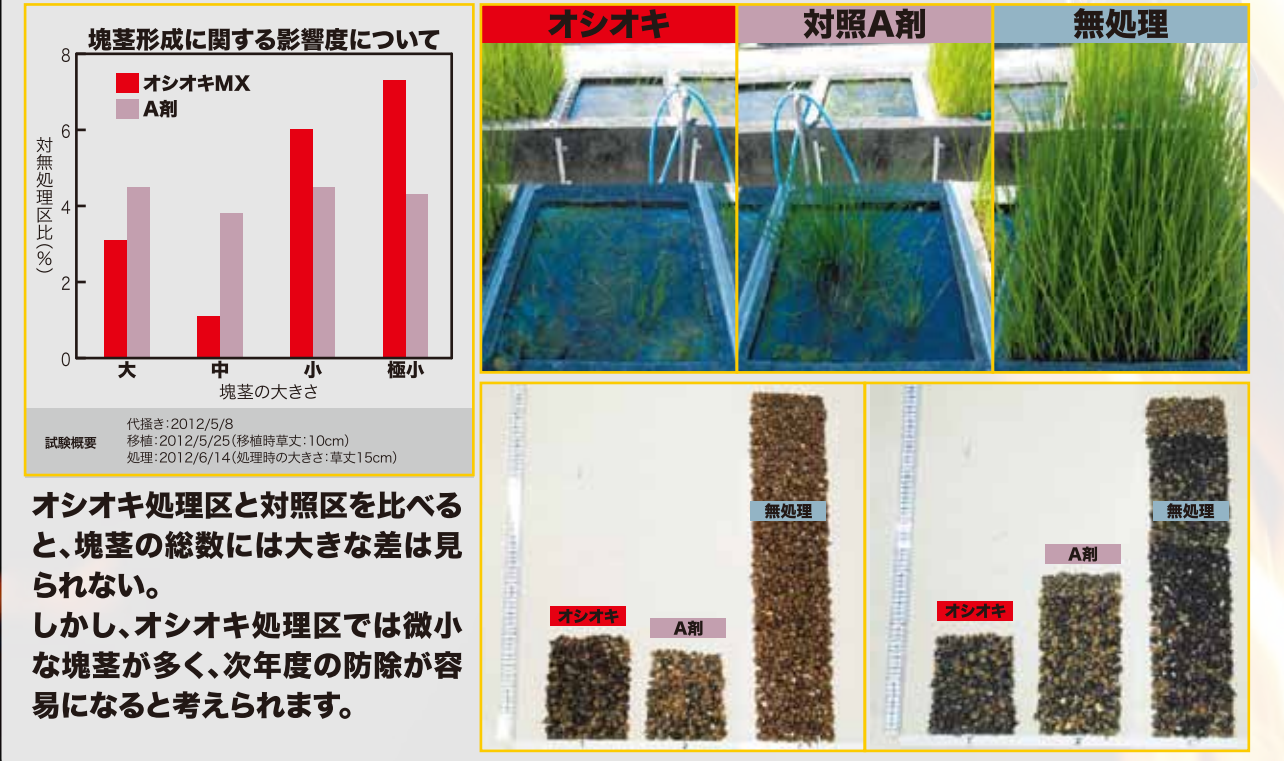 塊茎形成に関する影響度について
オシオキMX
A剤
対無処理区比(%)
8
6
4
2
0
大 中 小 極小
塊茎の大きさ
試験概要
代掻き:2012/5/8
移植:2012/5/25(移植時草丈:10cm)
処理:2012/6/14(処理時の大きさ:草丈15cm)
オシオキ処理区と対照区を比べる
と、塊茎の総数には大きな差は見
られない。
しかし、オシオキ処理区では微小
な塊茎が多く、次年度の防除が容
易になると考えられます。
オシオキ 対照A剤 無処理
オシオキ
A剤
無処理
オシオキ
A剤
無処理